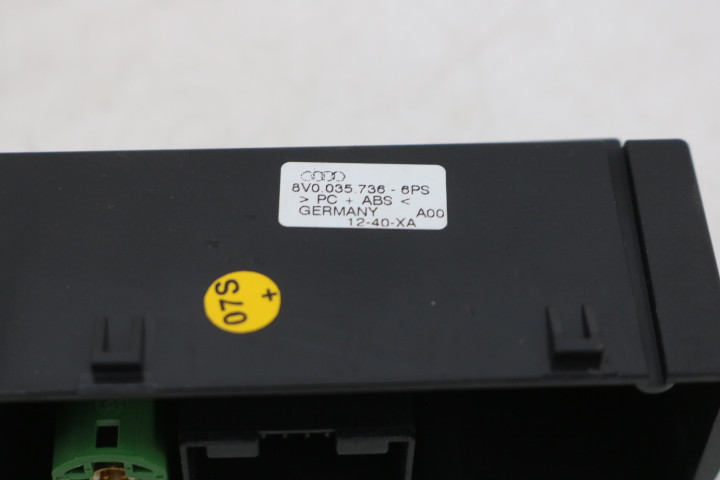 8V0.035.736 - 6PS
> PC + ABS <
GERMANY A00
12-40-XA
07S +